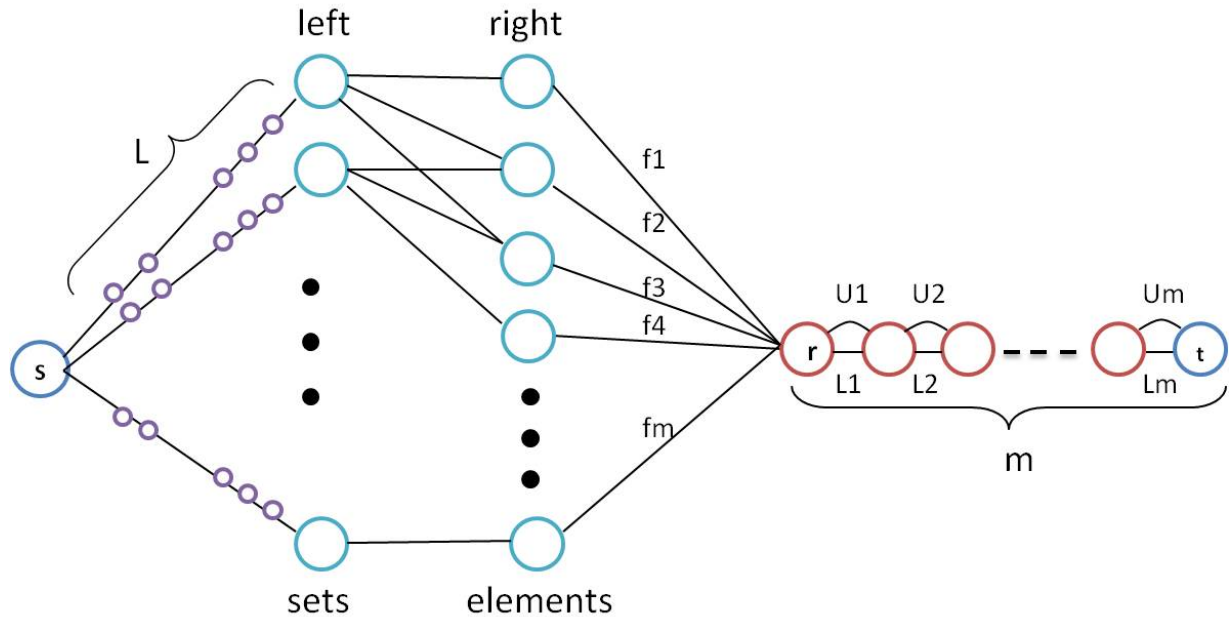 left right
L
f1
f2
f3
f4
fm
s
U1 U2 Um
r t
L1 L2 Lm
m
sets elements